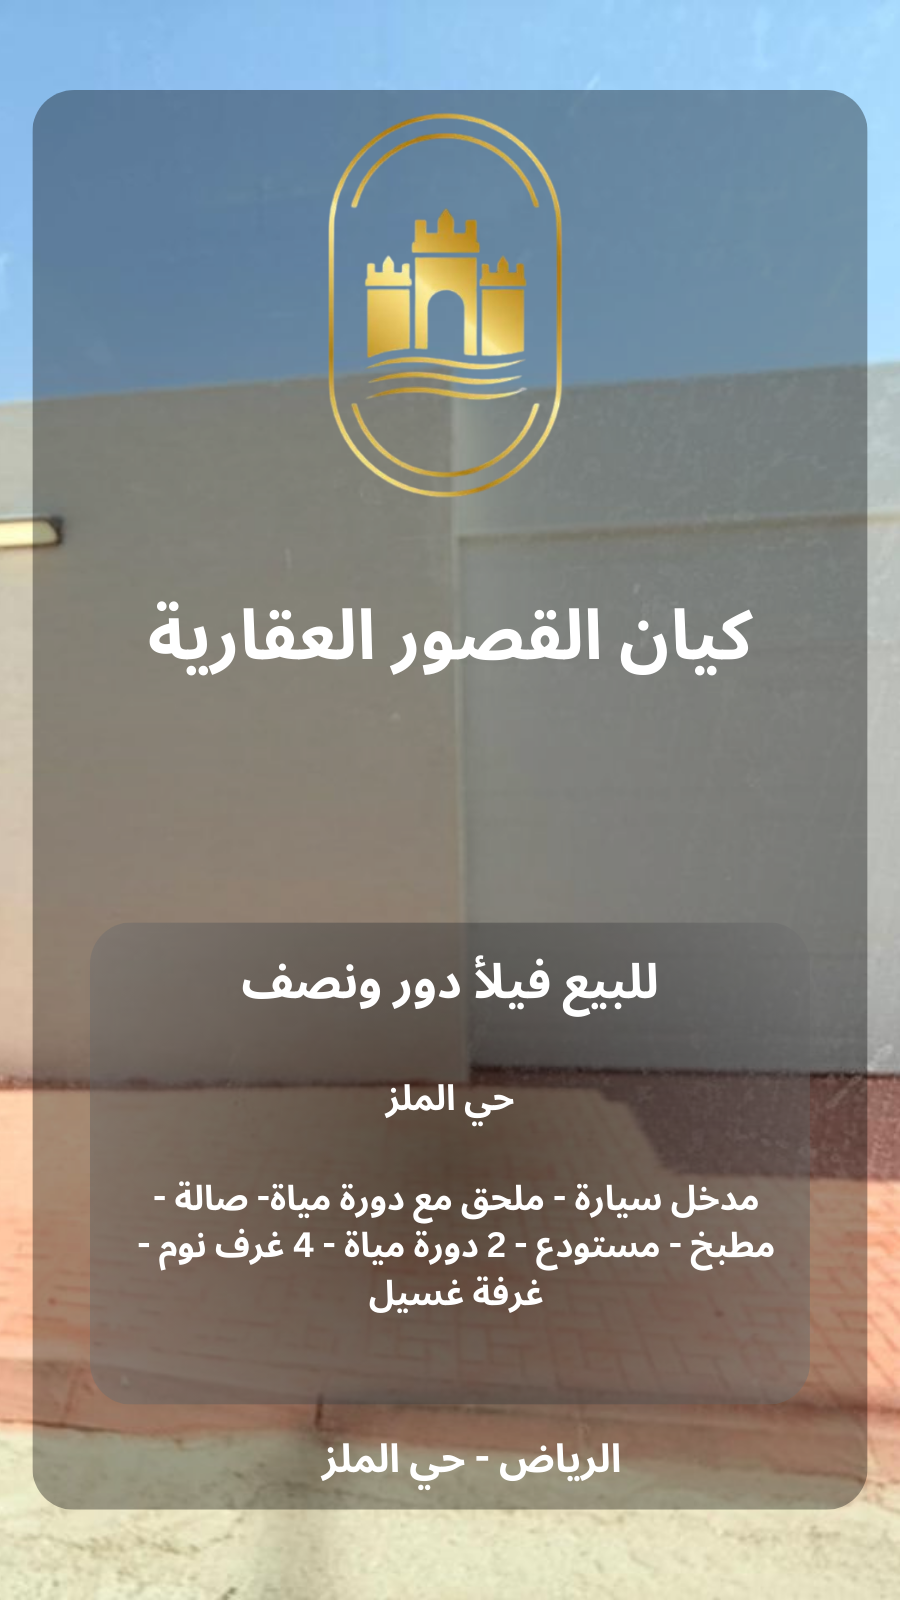 كيان القصور العقارية
للبيع فيلأ دور ونصف
حي الملز
مدخل سيارة - ملحق مع دورة مياة- صالة -
مطبخ - مستودع - 2 دورة مياة - 4 غرف نوم -
غرفة غسيل
الرياض - حي الملز